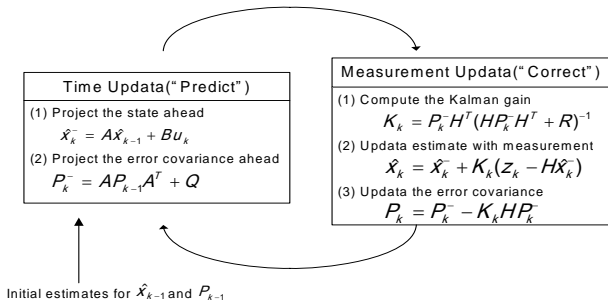 Time Updata("Predict")
(1) Project the state ahead
x̂ₖ⁻ = Ax̂ₖ₋₁ + Buₖ
(2) Project the error covariance ahead
Pₖ⁻ = APₖ₋₁Aᵀ + Q
Measurement Updata("Correct")
(1) Compute the Kalman gain
Kₖ = Pₖ⁻Hᵀ(HPₖ⁻Hᵀ + R)⁻¹
(2) Updata estimate with measurement
x̂ₖ = x̂ₖ⁻ + Kₖ(zₖ − Hx̂ₖ⁻)
(3) Updata the error covariance
Pₖ = Pₖ⁻ − KₖHPₖ⁻
Initial estimates for x̂ₖ₋₁ and Pₖ₋₁